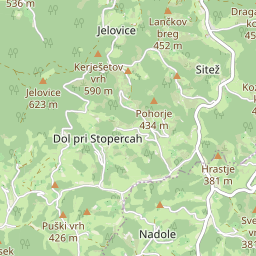 536 m
Jelovice
Lančkov
breg
452 m
Kerješetov
vrh
590 m
Sitež
Jelovice
623 m
Pohorje
434 m
Dol pri Stopercah
Hrastje
381 m
Puški vrh
426 m
Nadole